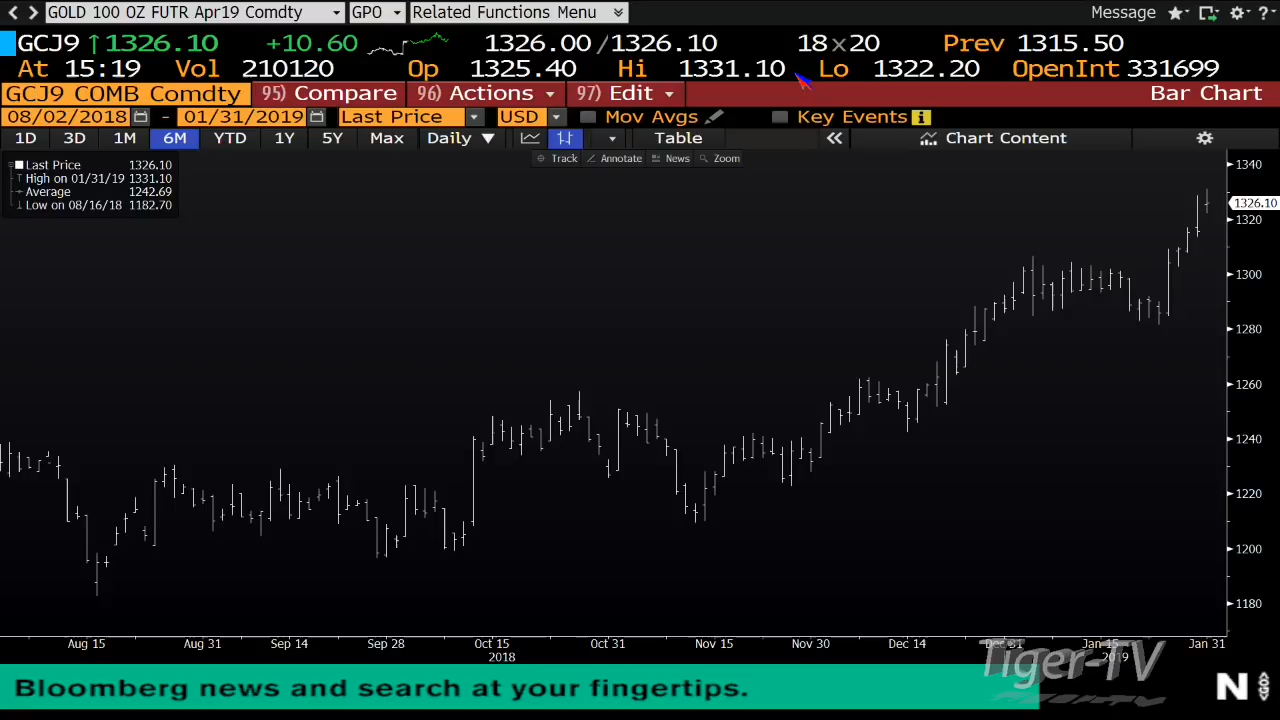 GOLD 100 OZ FUTR Apr19 Comdty GPO Related Functions Menu Message ?
GCJ9 ↑1326.10 +10.60 1326.00/1326.10 18x20 Prev 1315.50
At 15:19 Vol 210120 Op 1325.40 Hi 1331.10 Lo 1322.20 OpenInt 331699
GCJ9 COMB Comdty 95) Compare 96) Actions 97) Edit Bar Chart
08/02/2018 - 01/31/2019 Last Price USD Mov Avgs Key Events i
1D 3D 1M 6M YTD 1Y 5Y Max Daily ▼ Table « Chart Content
Track Annotate News Zoom
Last Price 1326.10
High on 01/31/19 1331.10
Average 1242.69
Low on 08/16/18 1182.70
1340
1326.10
1320
1300
1280
1260
1240
1220
1200
1180
Aug 15 Aug 31 Sep 14 Sep 28 Oct 15 Oct 31 Nov 15 Nov 30 Dec 14 Dec 31 Jan 15 Jan 31
2018 2019
Tiger-TV
Bloomberg news and search at your fingertips.
N